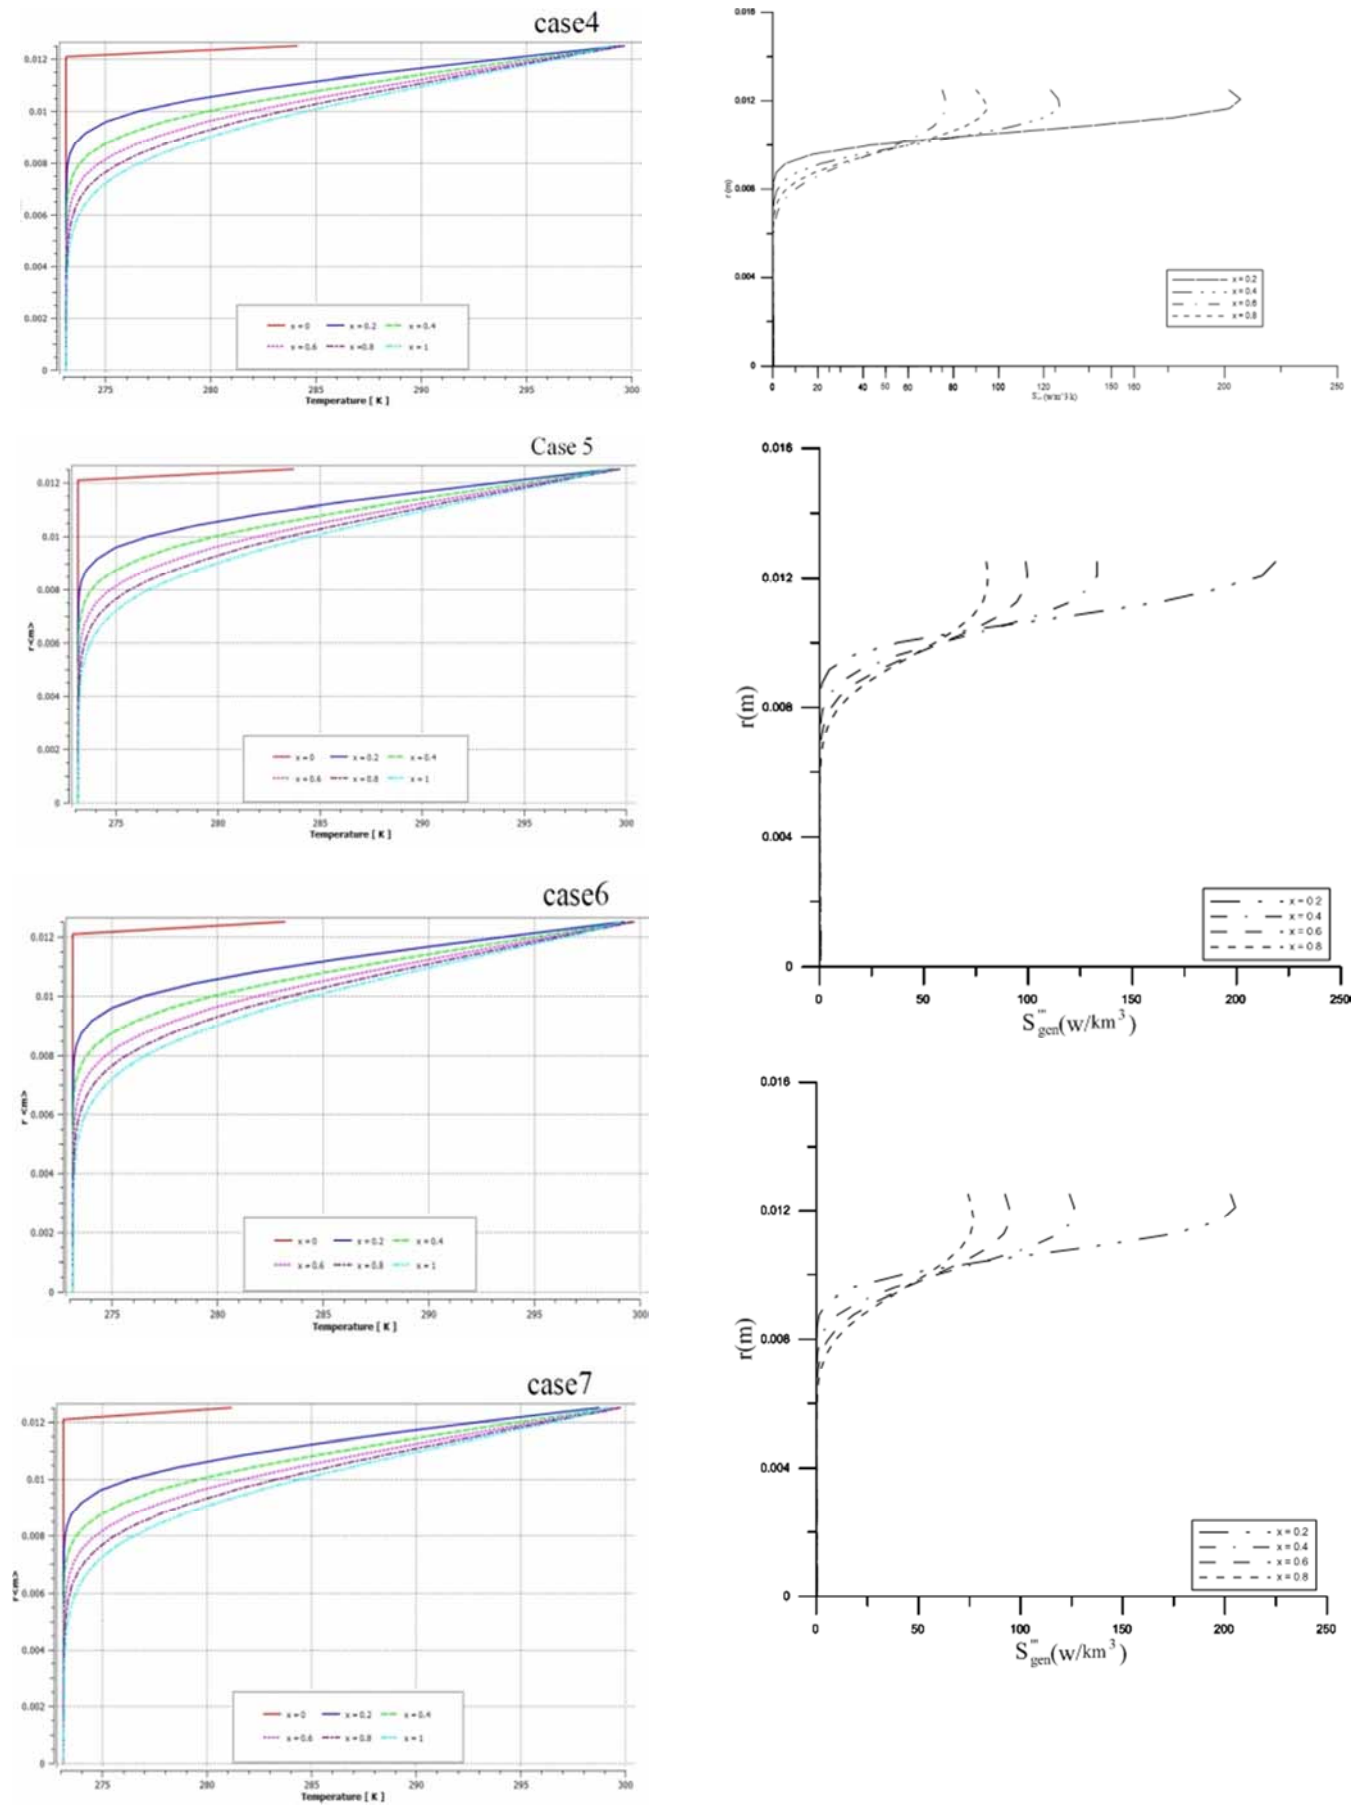 case4
0.012
0.01
0.008
0.006
0.004
0.002
0
275 280 285 290 295 300
Temperature [ K ]
x = 0 x = 0.2 x = 0.4
x = 0.6 x = 0.8 x = 1
0.016
0.012
0.008
0.004
0
r (m)
0 20 40 50 60 80 100 120 150 160 200 250
x = 0.2
x = 0.4
x = 0.6
x = 0.8
Case 5
0.012
0.01
0.008
0.006
0.004
0.002
0
r<m>
275 280 285 290 295 300
Temperature [ K ]
x = 0 x = 0.2 x = 0.4
x = 0.6 x = 0.8 x = 1
0.016
0.012
0.008
0.004
0
r(m)
0 50 100 150 200 250
S'''gen(w/km³)
x = 0.2
x = 0.4
x = 0.6
x = 0.8
case6
0.012
0.01
0.008
0.006
0.004
0.002
0
r <m>
275 280 285 290 295 300
Temperature [ K ]
x = 0 x = 0.2 x = 0.4
x = 0.6 x = 0.8 x = 1
0.016
0.012
0.008
0.004
0
r(m)
0 50 100 150 200 250
S'''gen(w/km³)
x = 0.2
x = 0.4
x = 0.6
x = 0.8
case7
0.012
0.01
0.008
0.006
0.004
0.002
0
r<m>
275 280 285 290 295 300
Temperature [ K ]
x = 0 x = 0.2 x = 0.4
x = 0.6 x = 0.8 x = 1